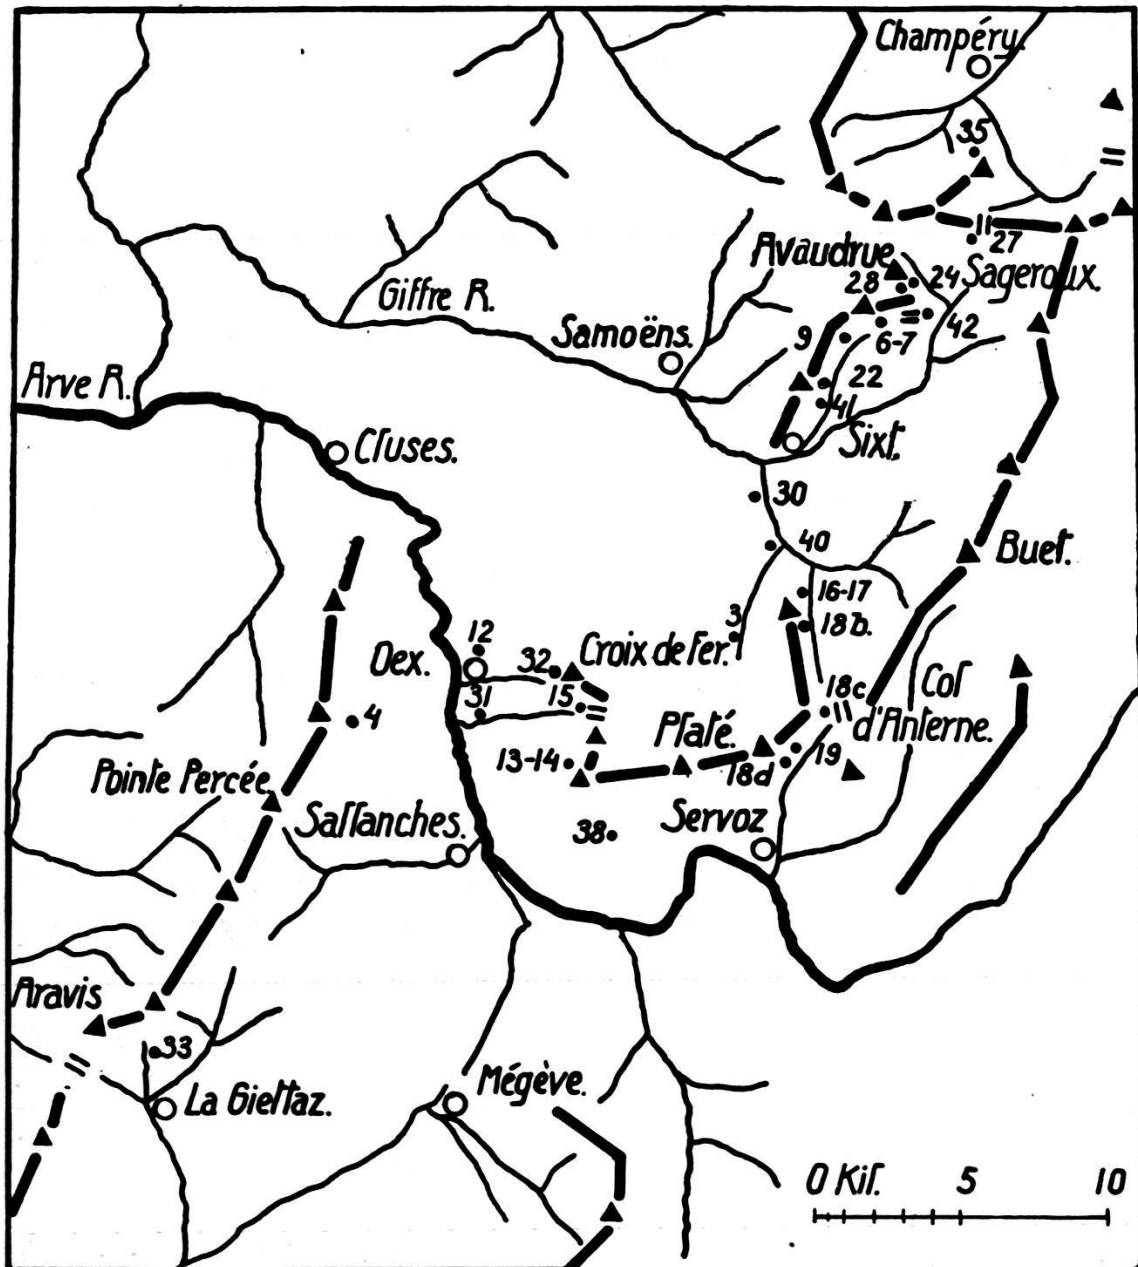 Champéry.
35
27
Avaudrue
Sageroux.
28
24
Giffre R.
42
Samoëns.
9
6-7
Arve R.
22
41
Cluses.
Sixt.
30
40
Buet.
16-17
3
18b.
12
Oex.
32
Croix de Fer.
31
15
18c
Col
d'Anterne.
4
Platé.
13-14
18d
19
Pointe Percée
Sallanches.
38
Servoz
Aravis
33
La Giettaz.
Mégève.
0 Kil. 5 10